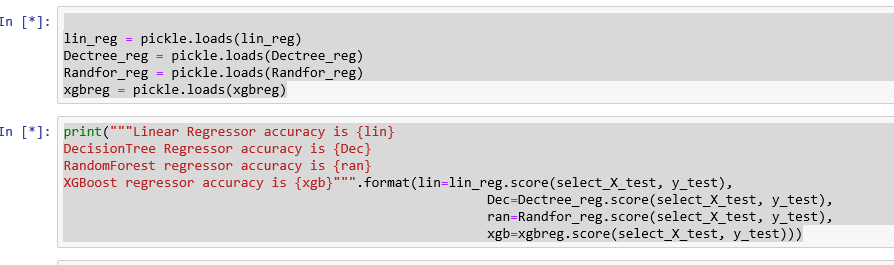 In [*]:
lin_reg = pickle.loads(lin_reg)
Dectree_reg = pickle.loads(Dectree_reg)
Randfor_reg = pickle.loads(Randfor_reg)
xgbreg = pickle.loads(xgbreg)
In [*]: print("""Linear Regressor accuracy is {lin}
DecisionTree Regressor accuracy is {Dec}
RandomForest regressor accuracy is {ran}
XGBoost regressor accuracy is {xgb}""".format(lin=lin_reg.score(select_X_test, y_test),
Dec=Dectree_reg.score(select_X_test, y_test),
ran=Randfor_reg.score(select_X_test, y_test),
xgb=xgbreg.score(select_X_test, y_test)))